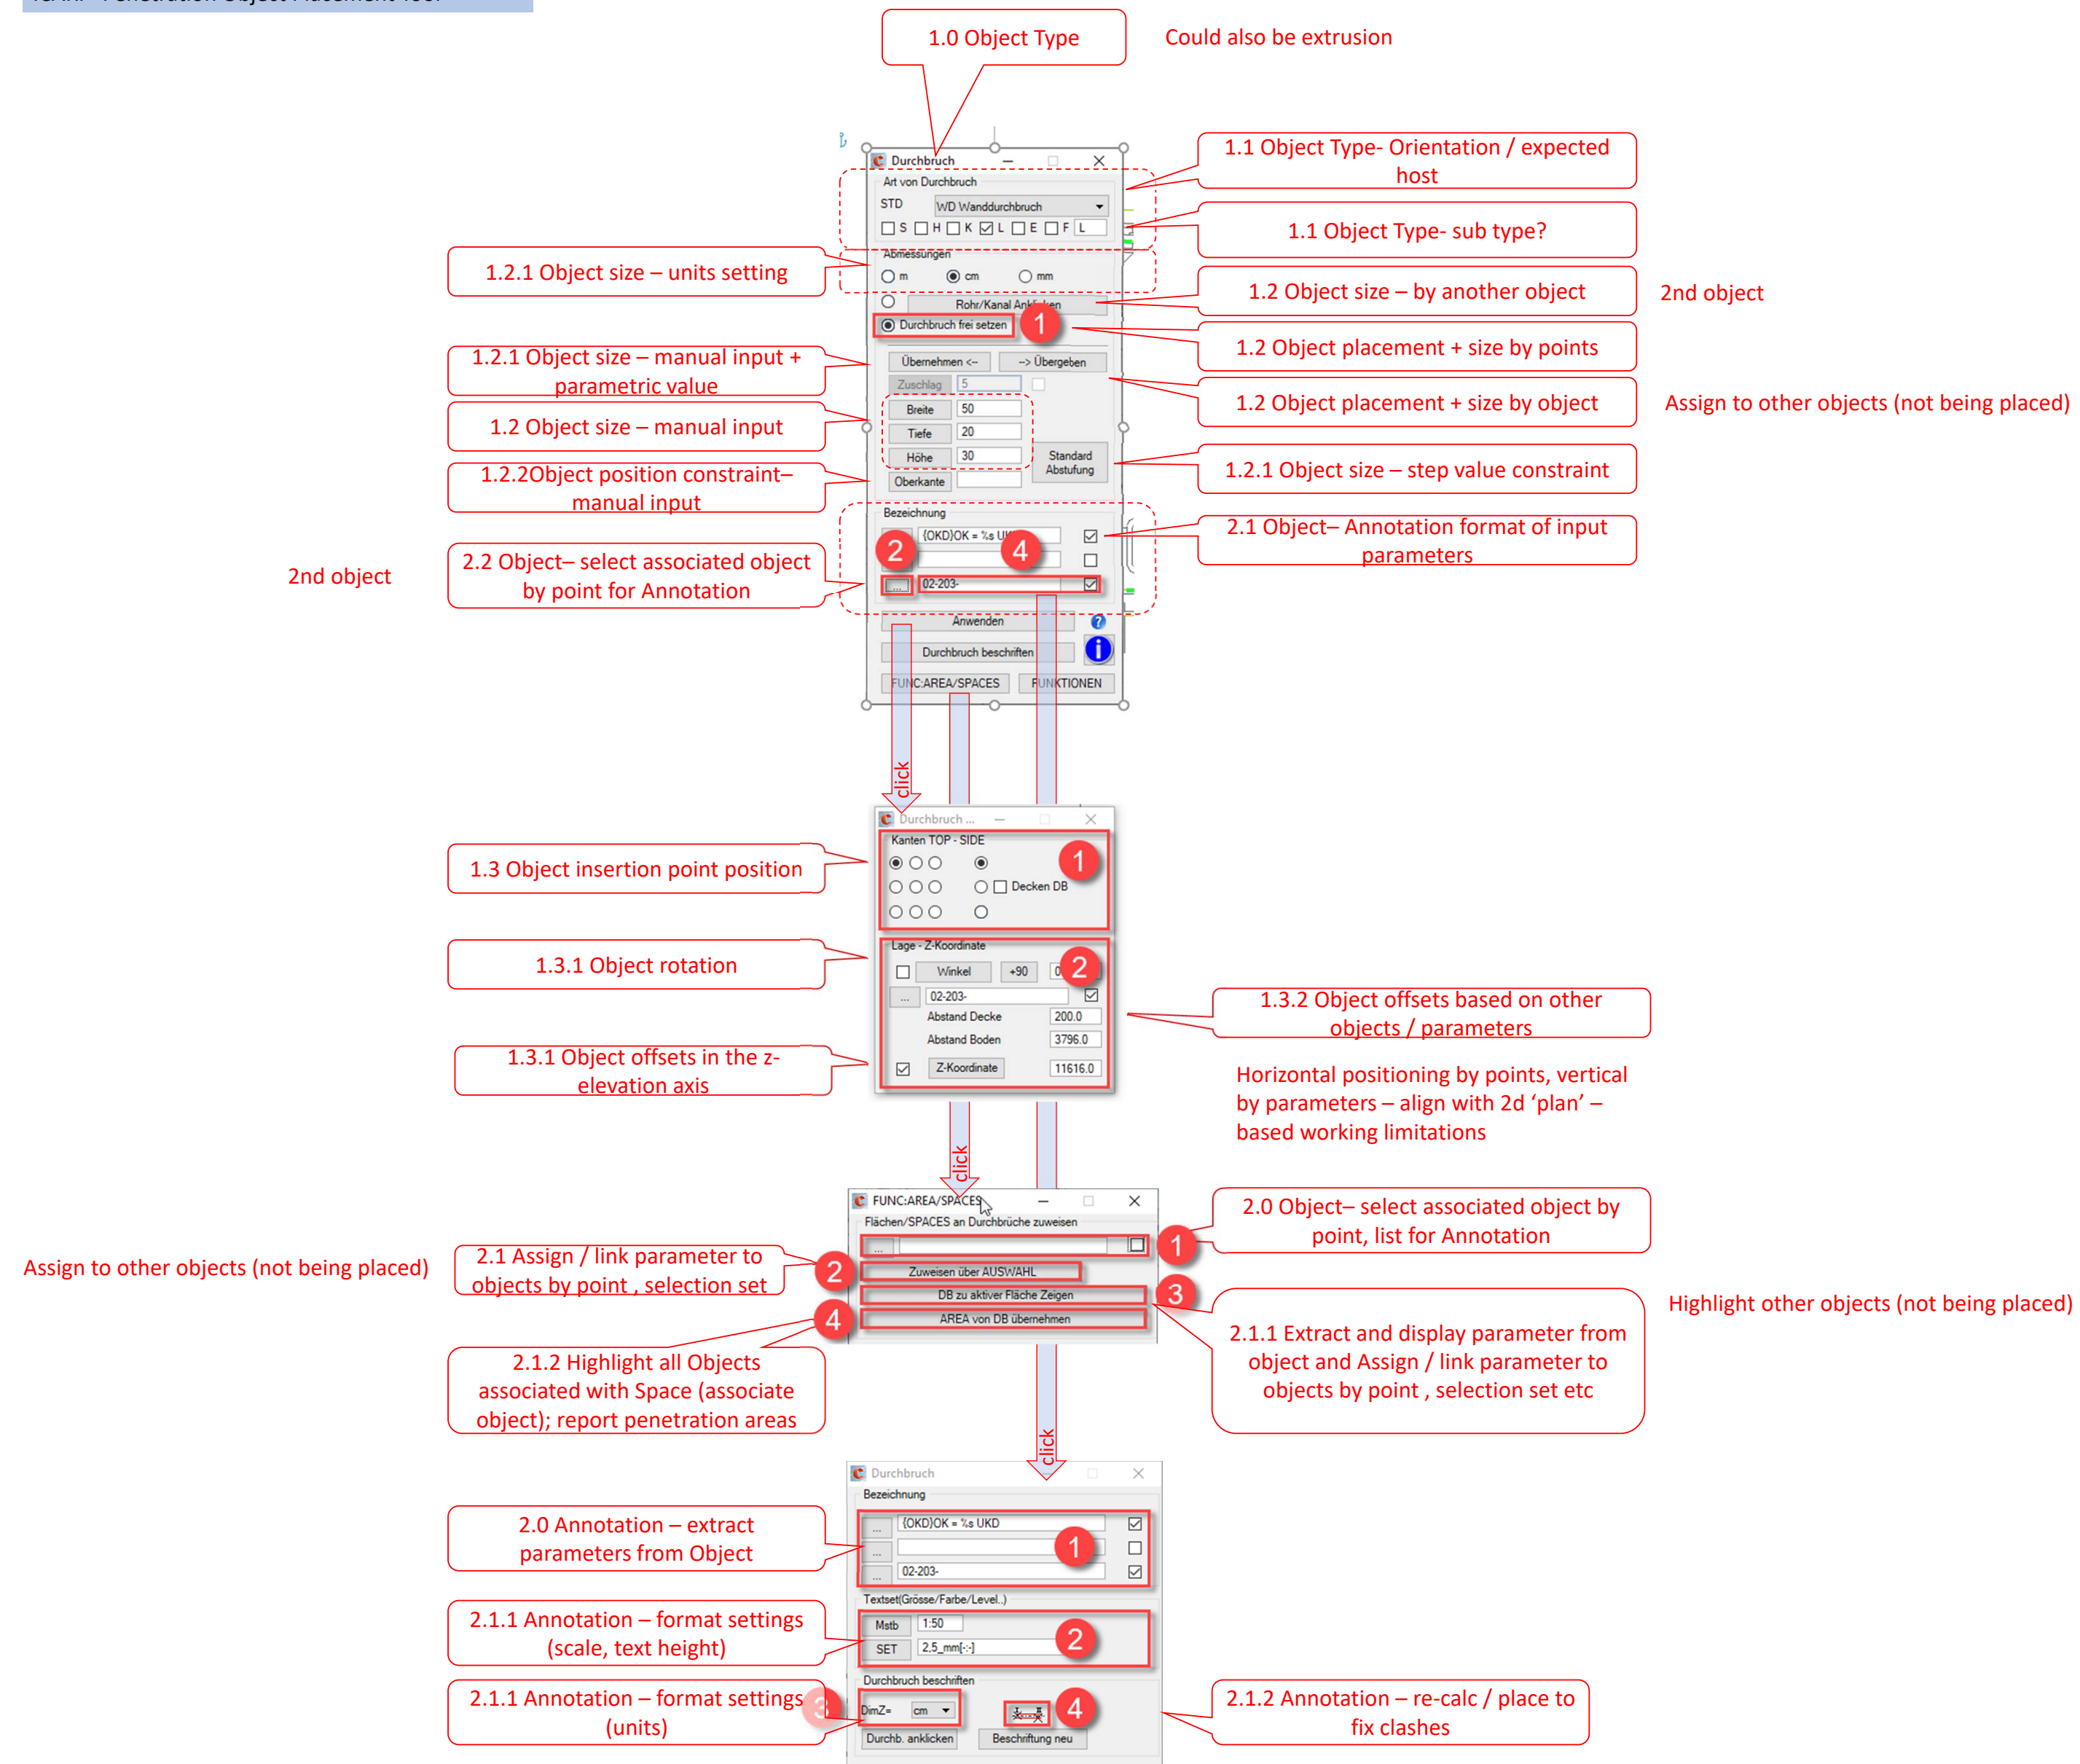 Penetration Object Placement Tool
1.0 Object Type
Could also be extrusion
Durchbruch
Art von Durchbruch
STD
WD Wanddurchbruch
S H K L E F L
1.1 Object Type- Orientation / expected
host
1.1 Object Type- sub type?
Abmessungen
m cm mm
1.2.1 Object size – units setting
Rohr/Kanal Anklicken
1.2 Object size – by another object
2nd object
Durchbruch frei setzen
1
1.2 Object placement + size by points
1.2.1 Object size – manual input +
parametric value
Übernehmen <--
--> Übergeben
Zuschlag 5
1.2 Object placement + size by object
Assign to other objects (not being placed)
1.2 Object size – manual input
Breite 50
Tiefe 20
Höhe 30
Standard
Abstufung
1.2.1 Object size – step value constraint
1.2.2Object position constraint–
manual input
Oberkante
Bezeichnung
{OKD}OK = %s
2
4
2.1 Object– Annotation format of input
parameters
2nd object
2.2 Object– select associated object
by point for Annotation
... 02-203-
Anwenden
?
Durchbruch beschriften
i
FUNC:AREA/SPACES
FUNKTIONEN
click
Durchbruch ...
Kanten TOP - SIDE
1
Decken DB
1.3 Object insertion point position
Lage - Z-Koordinate
2
1.3.1 Object rotation
Winkel +90 0
... 02-203-
Abstand Decke 200.0
Abstand Boden 3796.0
1.3.2 Object offsets based on other
objects / parameters
1.3.1 Object offsets in the z-
elevation axis
Z-Koordinate 11616.0
Horizontal positioning by points, vertical
by parameters – align with 2d ‘plan’ –
based working limitations
click
FUNC:AREA/SPACES
Flächen/SPACES an Durchbrüche zuweisen
...
1
2.0 Object– select associated object by
point, list for Annotation
Assign to other objects (not being placed)
2.1 Assign / link parameter to
objects by point , selection set
2
Zuweisen über AUSWAHL
DB zu aktiver Fläche Zeigen
3
4
AREA von DB übernehmen
Highlight other objects (not being placed)
2.1.1 Extract and display parameter from
object and Assign / link parameter to
objects by point , selection set etc
2.1.2 Highlight all Objects
associated with Space (associate
object); report penetration areas
click
Durchbruch
Bezeichnung
... {OKD}OK = %s UKD
...
... 02-203-
1
2.0 Annotation – extract
parameters from Object
Textset(Grösse/Farbe/Level..)
Mstb 1:50
SET 2,5_mm[-:-]
2
2.1.1 Annotation – format settings
(scale, text height)
Durchbruch beschriften
DimZ= cm
3
4
2.1.1 Annotation – format settings
(units)
2.1.2 Annotation – re-calc / place to
fix clashes
Durchb. anklicken
Beschriftung neu